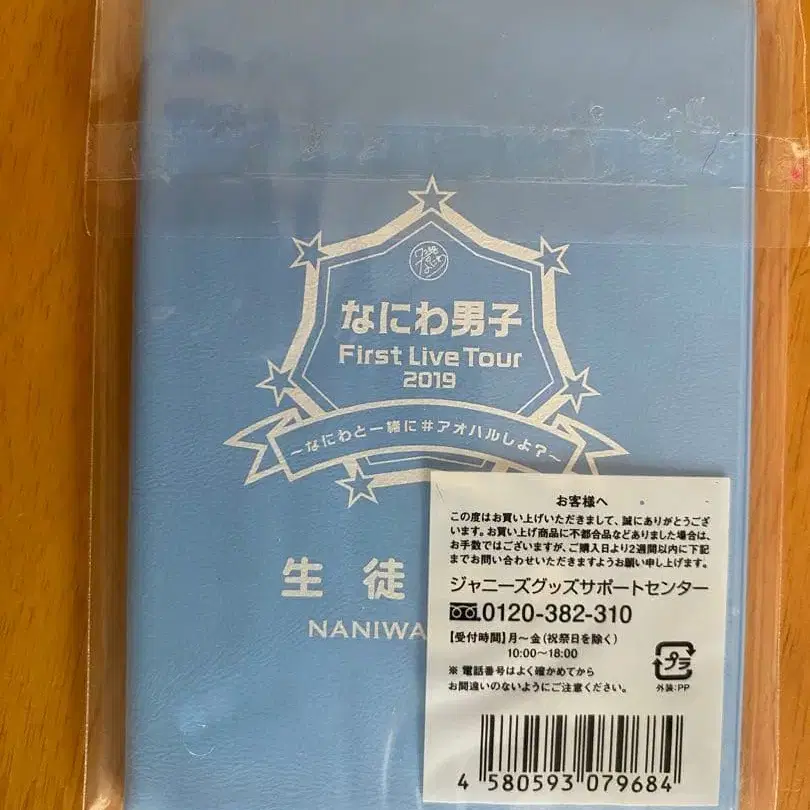 なにわ男子
First Live Tour
2019
～なにわと一緒に#アオハルしよ?～
生徒
NANIWA
お客様へ
この度はお買い上げいただきまして、誠にありがとうござ
います。お買い上げ商品に不都合品などありました場合は、
お手数ではございますが、ご購入日より2週間以内に下記
までお問い合わせいただきますようお願い申し上げます。
ジャニーズグッズサポートセンター
0120-382-310
【受付時間】月～金(祝祭日を除く)
10:00～18:00
※ 電話番号はよく確かめてから
お間違いのないようにご注意ください。
プラ
外装:PP
4 580593 079684